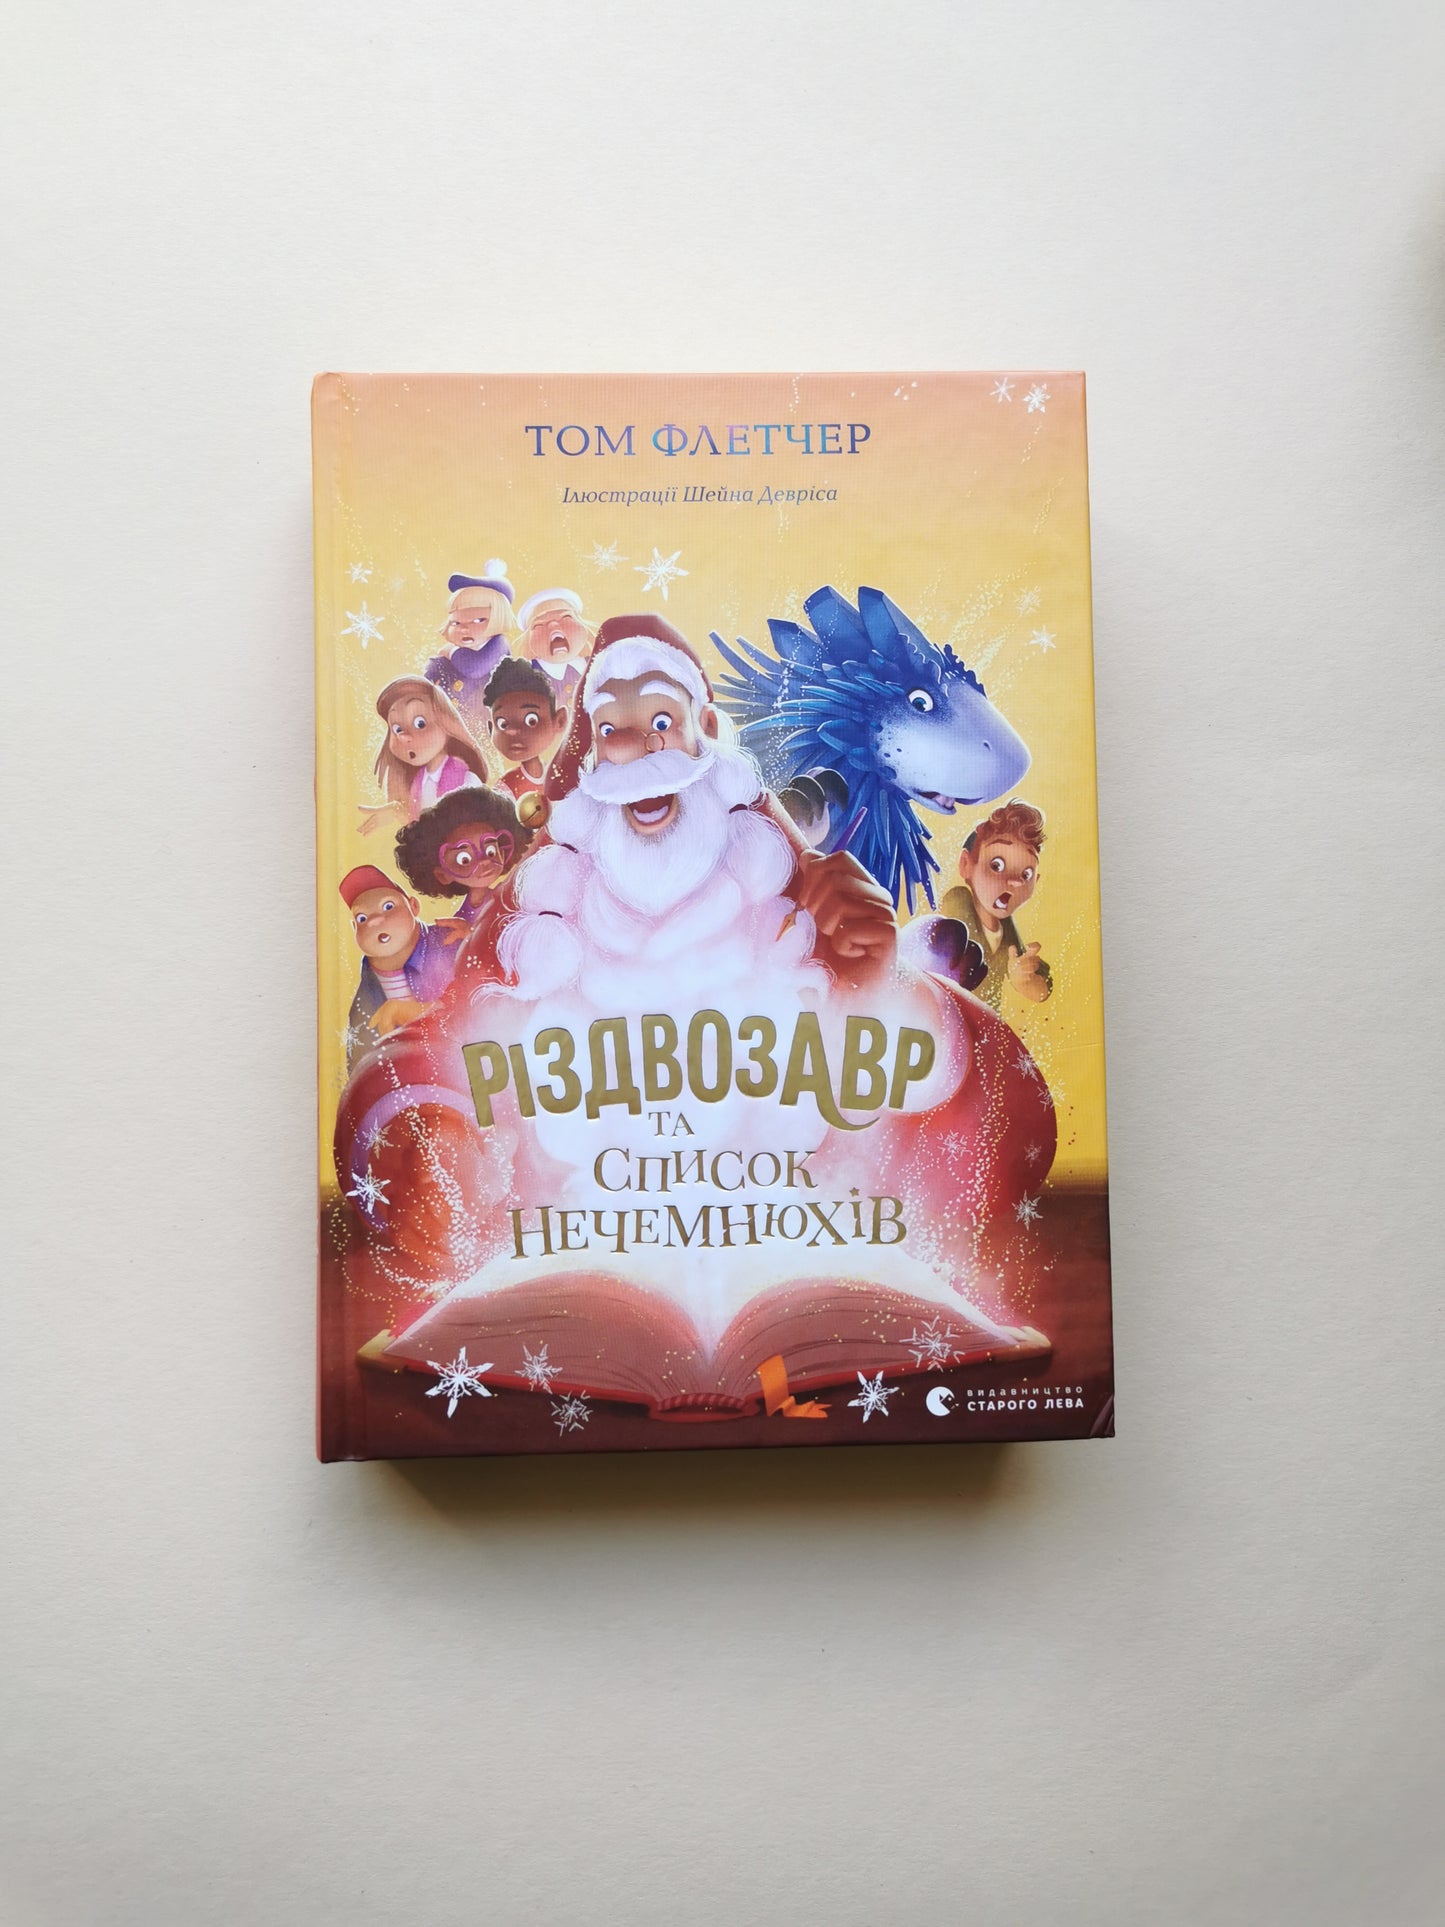 ТОМ ФЛЕТЧЕР
Ілюстрації Шейна Девріса
РІЗДВОЗАВР
ТА
СПИСОК
НЕЧЕМНЮХІВ
ВИДАВНИЦТВО
СТАРОГО ЛЕВА